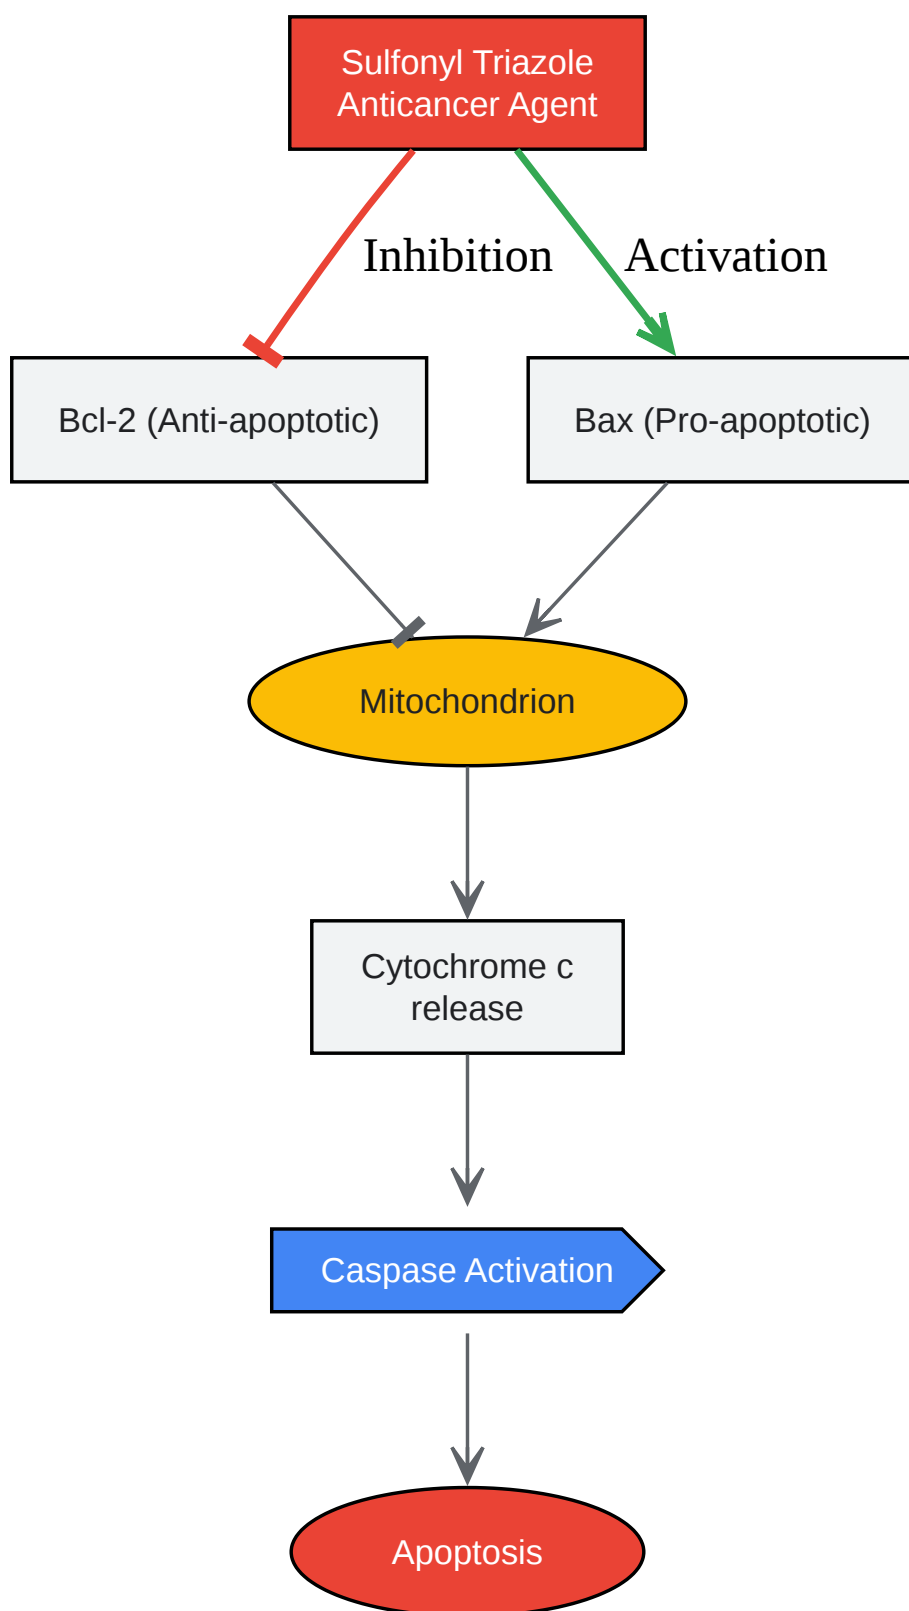 Sulfonyl Triazole
Anticancer Agent
Inhibition
Activation
Bcl-2 (Anti-apoptotic)
Bax (Pro-apoptotic)
Mitochondrion
Cytochrome c
release
Caspase Activation
Apoptosis